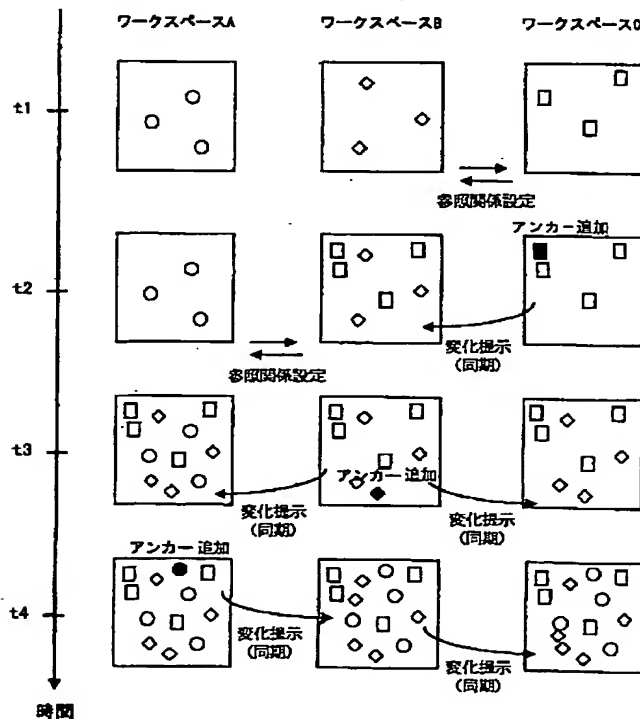 ワークスペースA
ワークスペースB
ワークスペースC
t1
参照関係設定
アンカー追加
t2
変化提示
(同期)
参照関係設定
t3
アンカー追加
変化提示
(同期)
変化提示
(同期)
アンカー追加
t4
変化提示
(同期)
変化提示
(同期)
時間